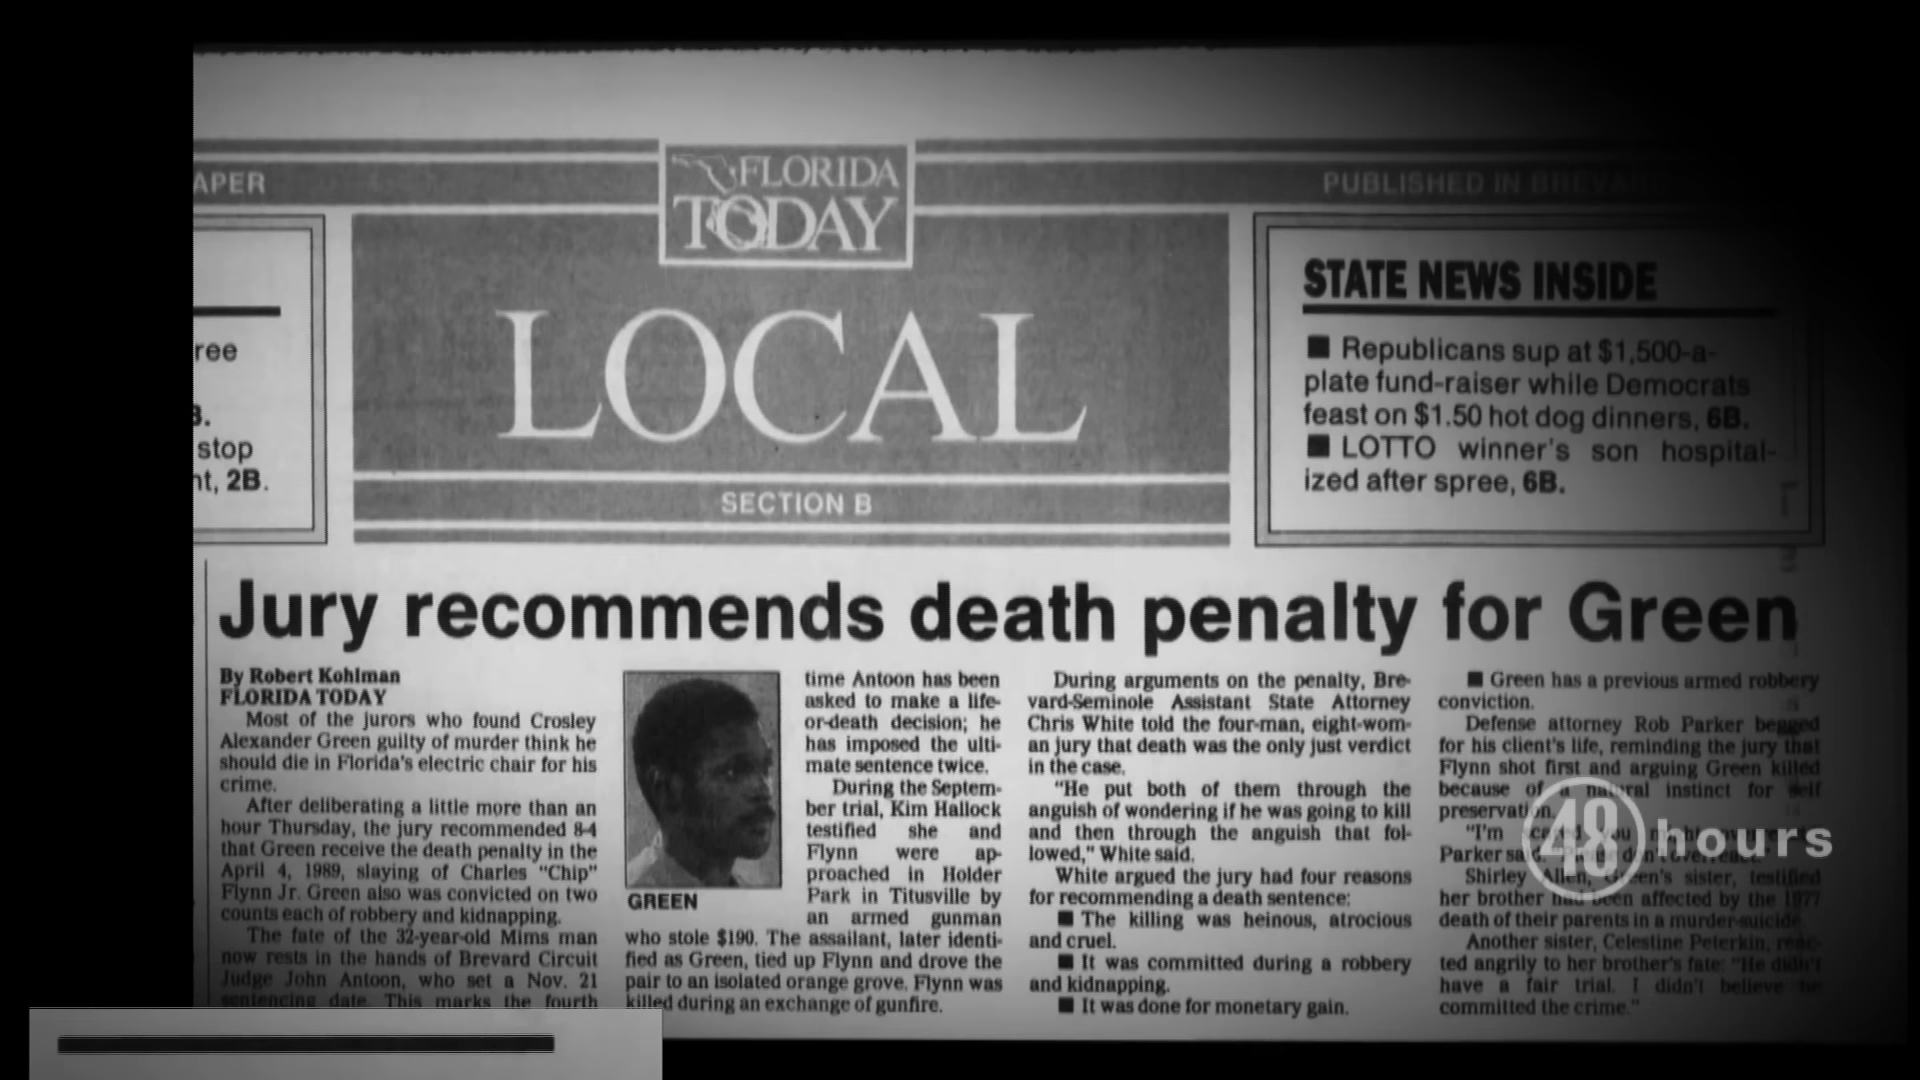 APER
FLORIDA
TODAY
PUBLISHED IN BREVA
ree
B.
stop
nt, 2B.
LOCAL
SECTION B
STATE NEWS INSIDE
■ Republicans sup at $1,500-a-
plate fund-raiser while Democrats
feast on $1.50 hot dog dinners, 6B.
■ LOTTO winner's son hospital-
ized after spree, 6B.
Jury recommends death penalty for Green
By Robert Kohlman
FLORIDA TODAY
Most of the jurors who found Crosley
Alexander Green guilty of murder think he
should die in Florida's electric chair for his
crime.
After deliberating a little more than an
hour Thursday, the jury recommended 8-4
that Green receive the death penalty in the
April 4, 1989, slaying of Charles "Chip"
Flynn Jr. Green also was convicted on two
counts each of robbery and kidnapping.
The fate of the 32-year-old Mims man
now rests in the hands of Brevard Circuit
Judge John Antoon, who set a Nov. 21
sentencing date. This marks the fourth
GREEN
time Antoon has been
asked to make a life-
or-death decision; he
has imposed the ulti-
mate sentence twice.
During the Septem-
ber trial, Kim Hallock
testified she and
Flynn were ap-
proached in Holder
Park in Titusville by
an armed gunman
who stole $190. The assailant, later identi-
fied as Green, tied up Flynn and drove the
pair to an isolated orange grove. Flynn was
killed during an exchange of gunfire.
During arguments on the penalty, Bre-
vard-Seminole Assistant State Attorney
Chris White told the four-man, eight-wom-
an jury that death was the only just verdict
in the case.
"He put both of them through the
anguish of wondering if he was going to kill
and then through the anguish that fol-
lowed," White said.
White argued the jury had four reasons
for recommending a death sentence:
■ The killing was heinous, atrocious
and cruel.
■ It was committed during a robbery
and kidnapping.
■ It was done for monetary gain.
■ Green has a previous armed robbery
conviction.
Defense attorney Rob Parker begged
for his client's life, reminding the jury that
Flynn shot first and arguing Green killed
because of a natural instinct for self
preservation.
"I'm scared you
Parker said. "Please don't overreact."
Shirley Allen, Green's sister, testified
her brother had been affected by the 1977
death of their parents in a murder-suicide.
Another sister, Celestine Peterkin, reac-
ted angrily to her brother's fate: "He didn't
have a fair trial. I didn't believe he
committed the crime."
48 hours